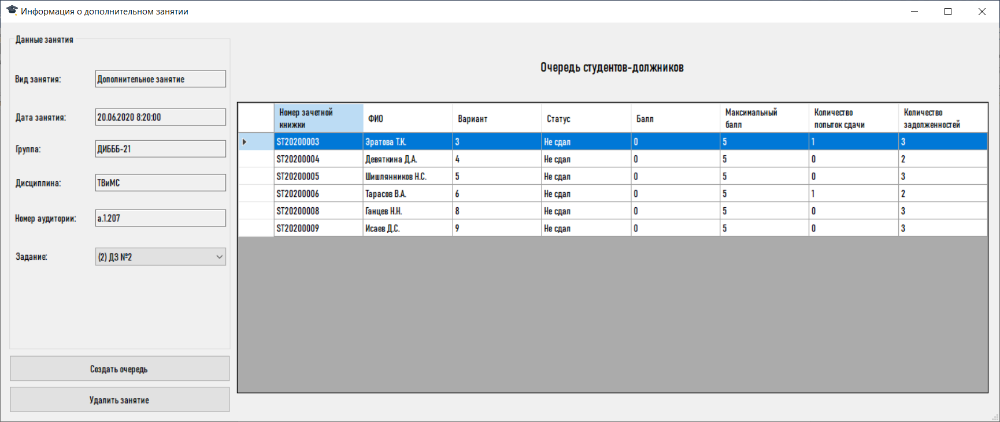 Информация о дополнительном занятии
Данные занятия
Вид занятия: Дополнительное занятие
Дата занятия: 20.06.2020 8:20:00
Группа: ДИБББ-21
Дисциплина: ТВиМС
Номер аудитории: а.1.207
Задание: (2) ДЗ №2
Создать очередь
Удалить занятие
Очередь студентов-должников
Номер зачетной книжки ФИО Вариант Статус Балл Максимальный балл Количество попыток сдачи Количество задолженностей
ST20200003 Эратова Т.К. 3 Не сдал 0 5 1 3
ST20200004 Девяткина Д.А. 4 Не сдал 0 5 0 2
ST20200005 Шишлянников Н.С. 5 Не сдал 0 5 0 3
ST20200006 Тарасов В.А. 6 Не сдал 0 5 1 2
ST20200008 Ганцев Н.Н. 8 Не сдал 0 5 0 3
ST20200009 Исаев Д.С. 9 Не сдал 0 5 0 3